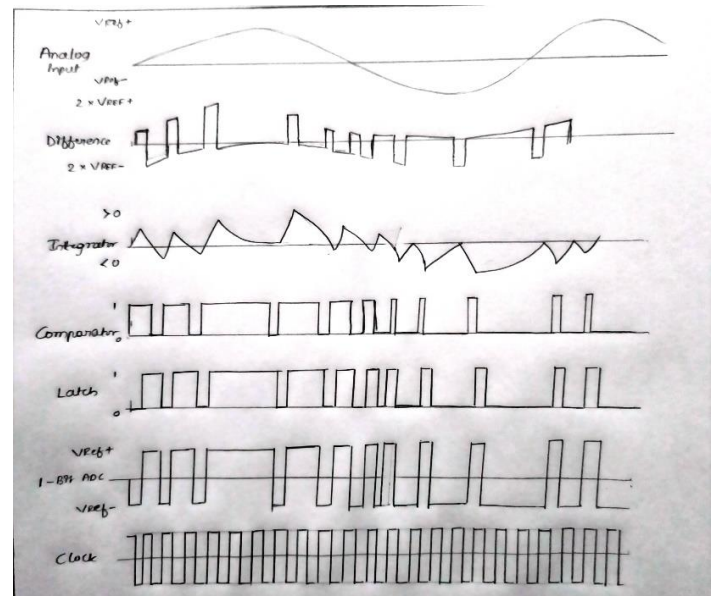 VRef+
Analog
Input
VRef-
2 x VREF+
Difference
2 x VREF-
>0
Integrator
<0
1
Comparator
0
1
Latch
0
VRef+
1-Bit ADC
VRef-
Clock